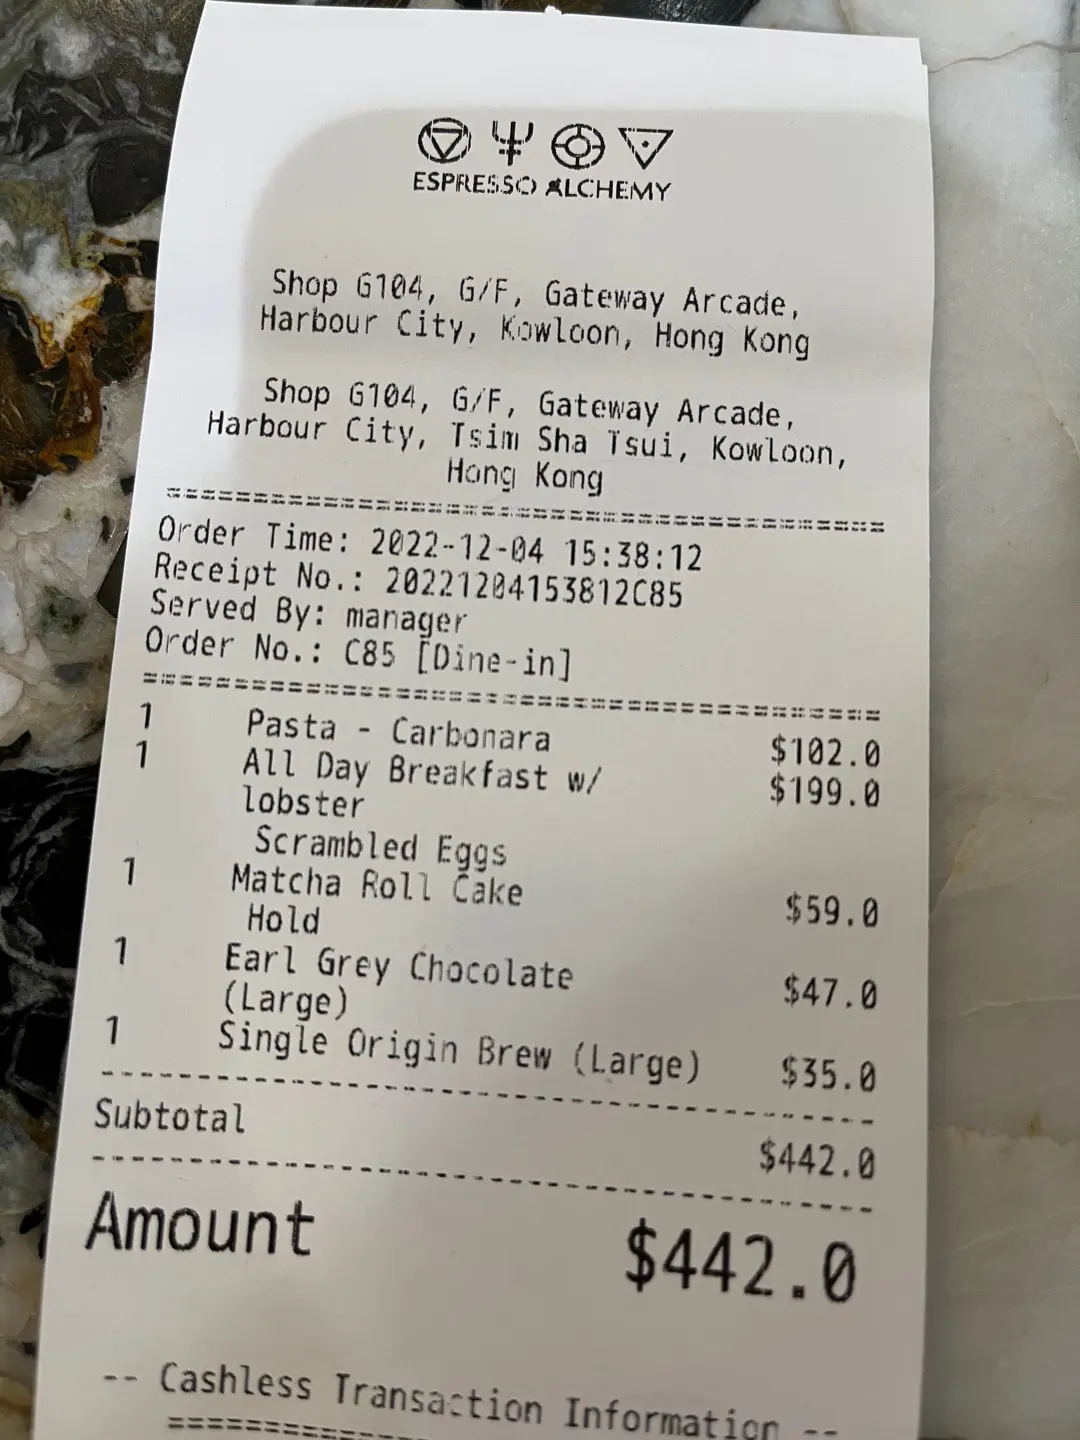 ESPRESSO ALCHEMY
Shop G104, G/F, Gateway Arcade,
Harbour City, Kowloon, Hong Kong
Shop G104, G/F, Gateway Arcade,
Harbour City, Tsim Sha Tsui, Kowloon,
Hong Kong
================================================
Order Time: 2022-12-04 15:38:12
Receipt No.: 20221204153812C85
Served By: manager
Order No.: C85 [Dine-in]
================================================
1 Pasta - Carbonara $102.0
1 All Day Breakfast w/ $199.0
lobster
Scrambled Eggs
1 Matcha Roll Cake $59.0
Hold
1 Earl Grey Chocolate $47.0
(Large)
1 Single Origin Brew (Large) $35.0
------------------------------------------------
Subtotal $442.0
------------------------------------------------
Amount $442.0
-- Cashless Transaction Information --